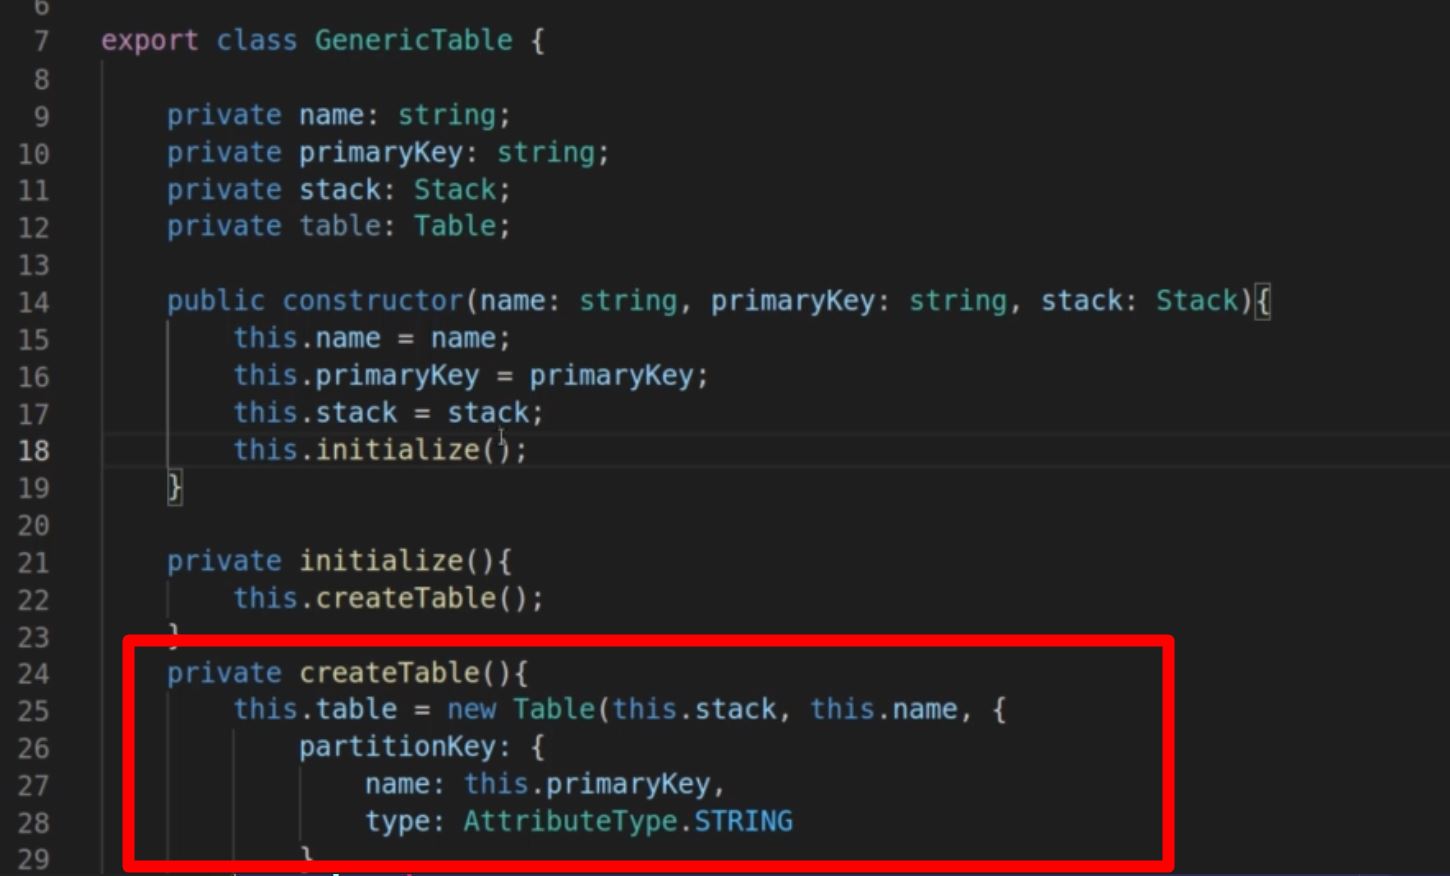 6
7 export class GenericTable {
8
9 private name: string;
10 private primaryKey: string;
11 private stack: Stack;
12 private table: Table;
13
14 public constructor(name: string, primaryKey: string, stack: Stack){
15 this.name = name;
16 this.primaryKey = primaryKey;
17 this.stack = stack;
18 this.initialize();
19 }
20
21 private initialize(){
22 this.createTable();
23 }
24 private createTable(){
25 this.table = new Table(this.stack, this.name, {
26 partitionKey: {
27 name: this.primaryKey,
28 type: AttributeType.STRING
29 }